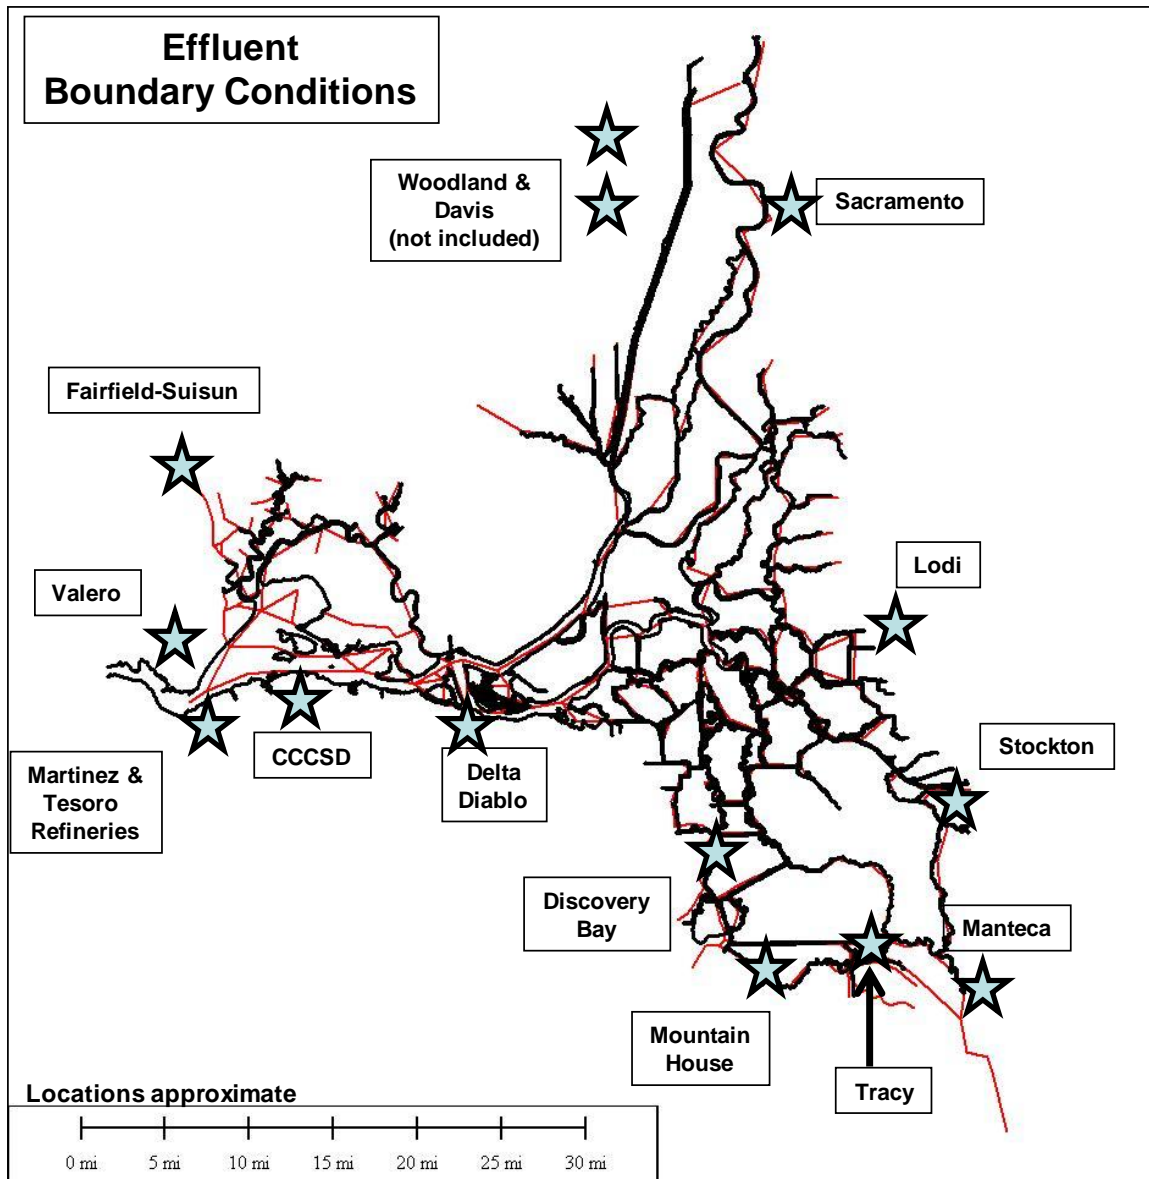 Effluent
Boundary Conditions
Woodland &
Davis
(not included)
Sacramento
Fairfield-Suisun
Valero
Lodi
CCCSD
Delta
Diablo
Stockton
Martinez &
Tesoro
Refineries
Discovery
Bay
Manteca
Mountain
House
Tracy
Locations approximate
0 mi 5 mi 10 mi 15 mi 20 mi 25 mi 30 mi